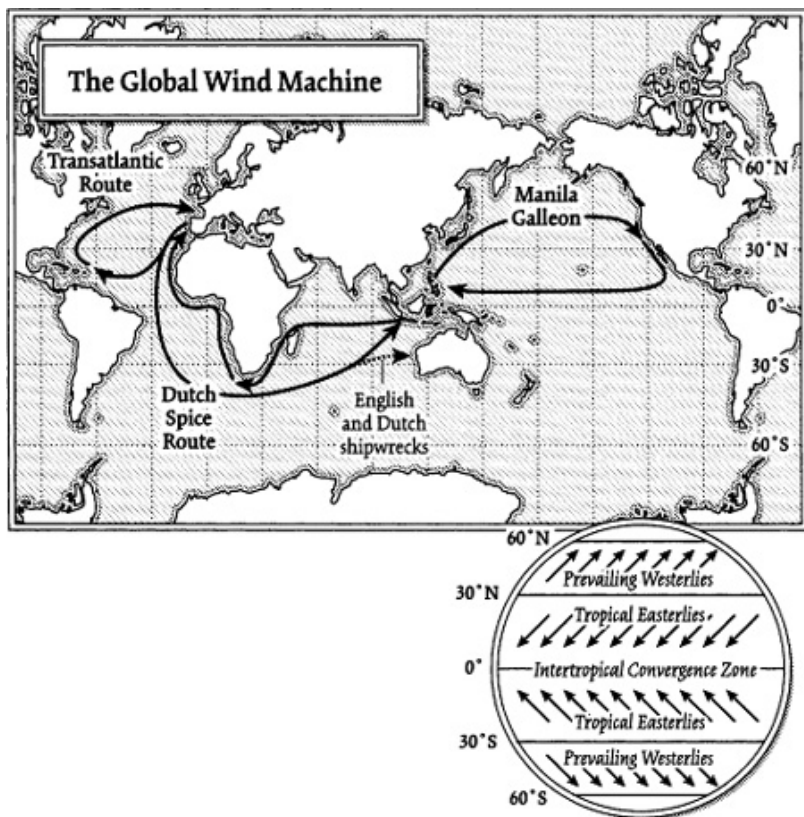 The Global Wind Machine
Transatlantic
Route
60˚N
Manila
Galleon
30˚N
0˚
30˚S
Dutch
Spice
Route
English
and Dutch
shipwrecks
60˚S
60˚N
Prevailing Westerlies
30˚N
Tropical Easterlies
0˚
Intertropical Convergence Zone
Tropical Easterlies
30˚S
Prevailing Westerlies
60˚S